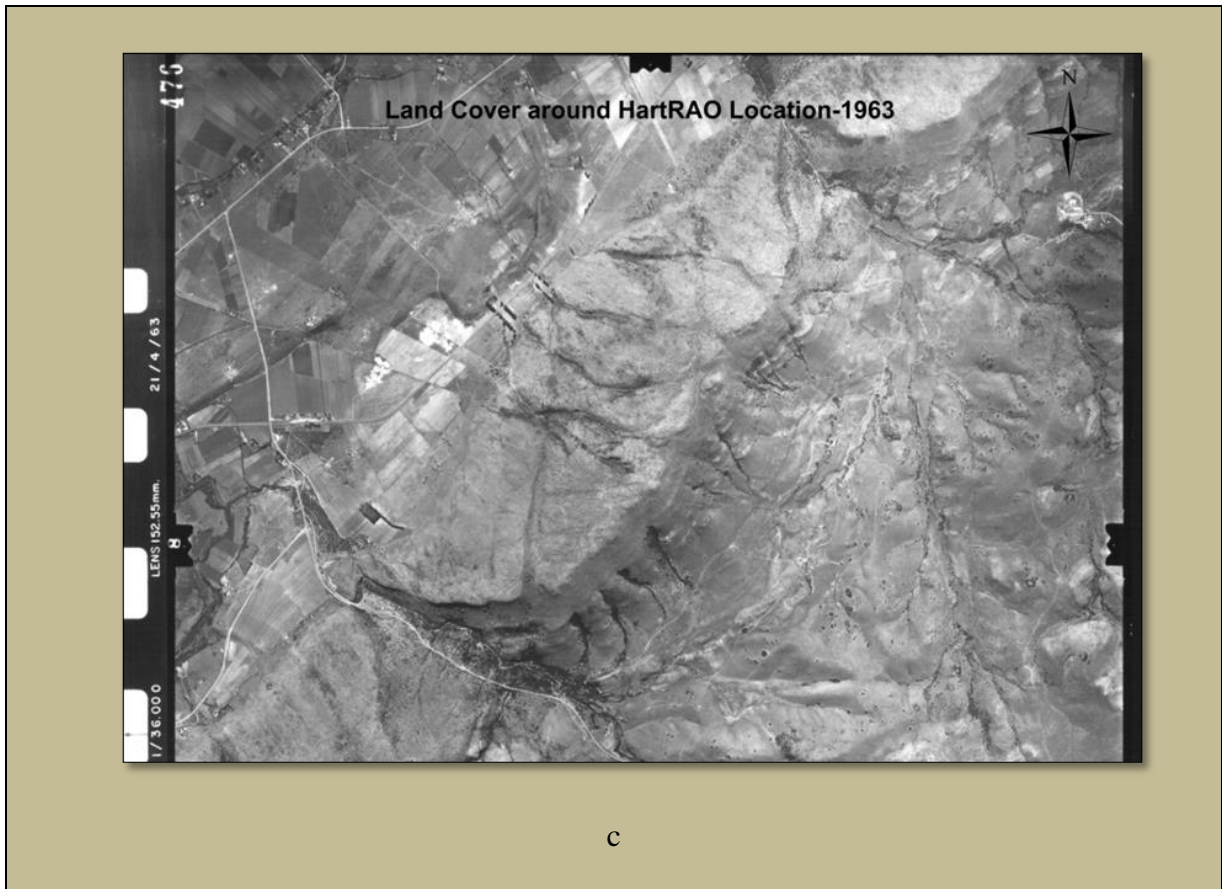 476
Land Cover around HartRAO Location-1963
N
21/4/63
LENS 152.55mm.
8
1/36.000
c